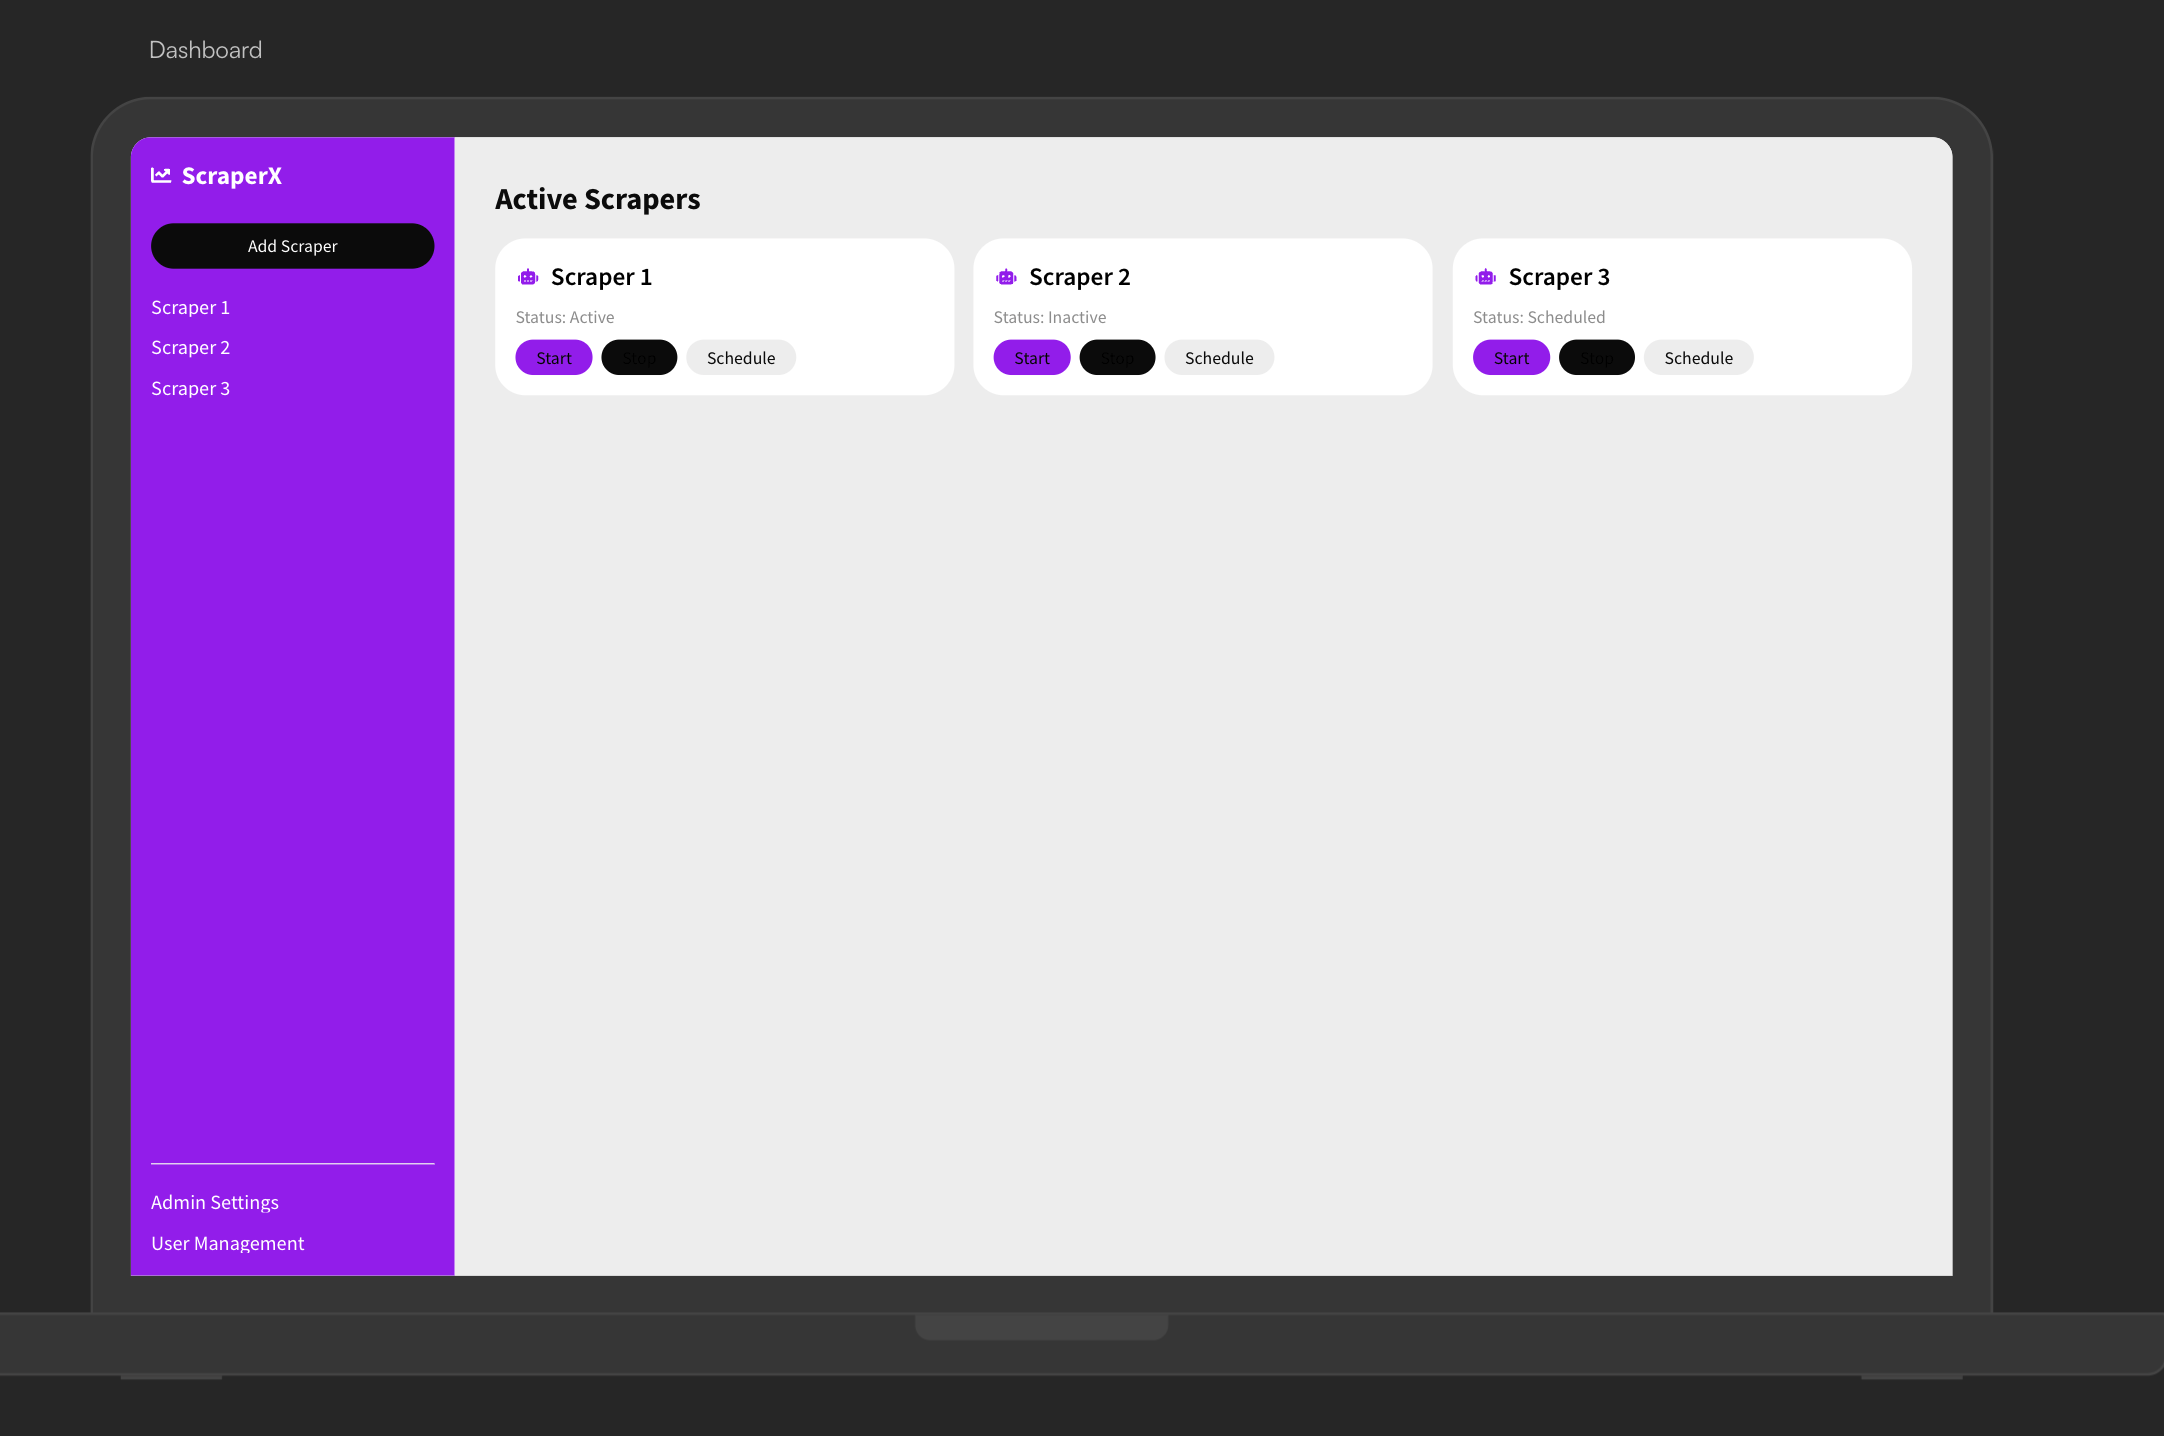 Dashboard
ScraperX
Add Scraper
Scraper 1
Scraper 2
Scraper 3
Admin Settings
User Management
Active Scrapers
Scraper 1
Status: Active
Start Stop Schedule
Scraper 2
Status: Inactive
Start Stop Schedule
Scraper 3
Status: Scheduled
Start Stop Schedule